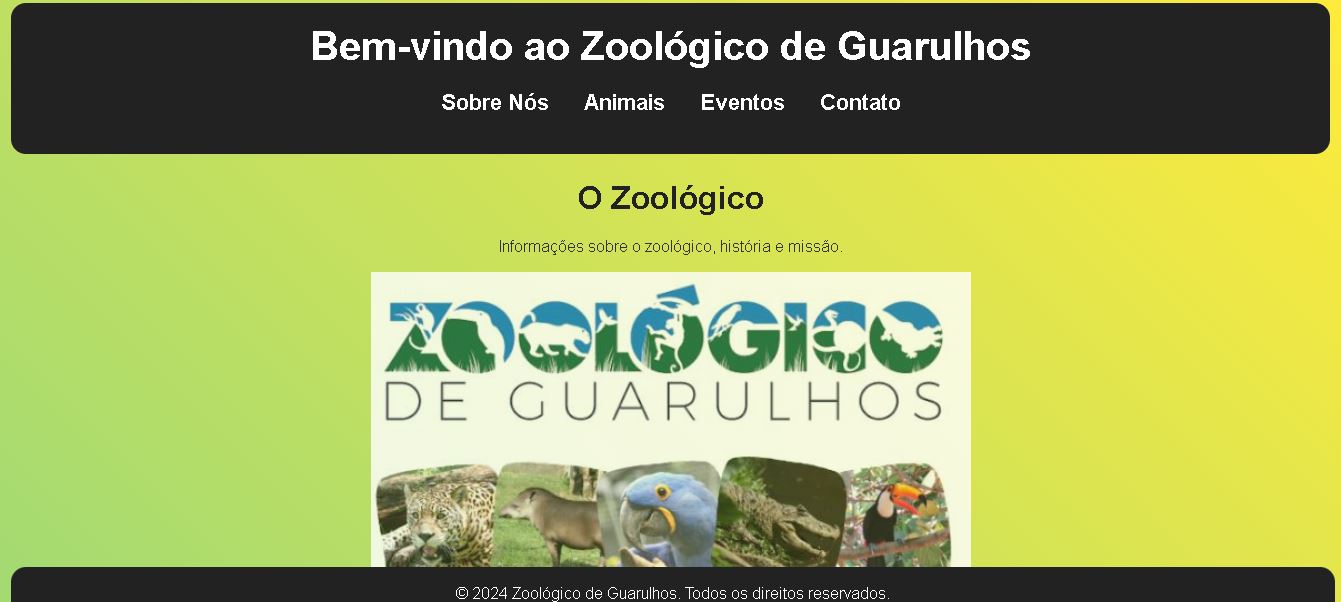 Bem-vindo ao Zoológico de Guarulhos
Sobre Nós Animais Eventos Contato
O Zoológico
Informações sobre o zoológico, história e missão.
ZOOLÓGICO
DE GUARULHOS
© 2024 Zoológico de Guarulhos. Todos os direitos reservados.